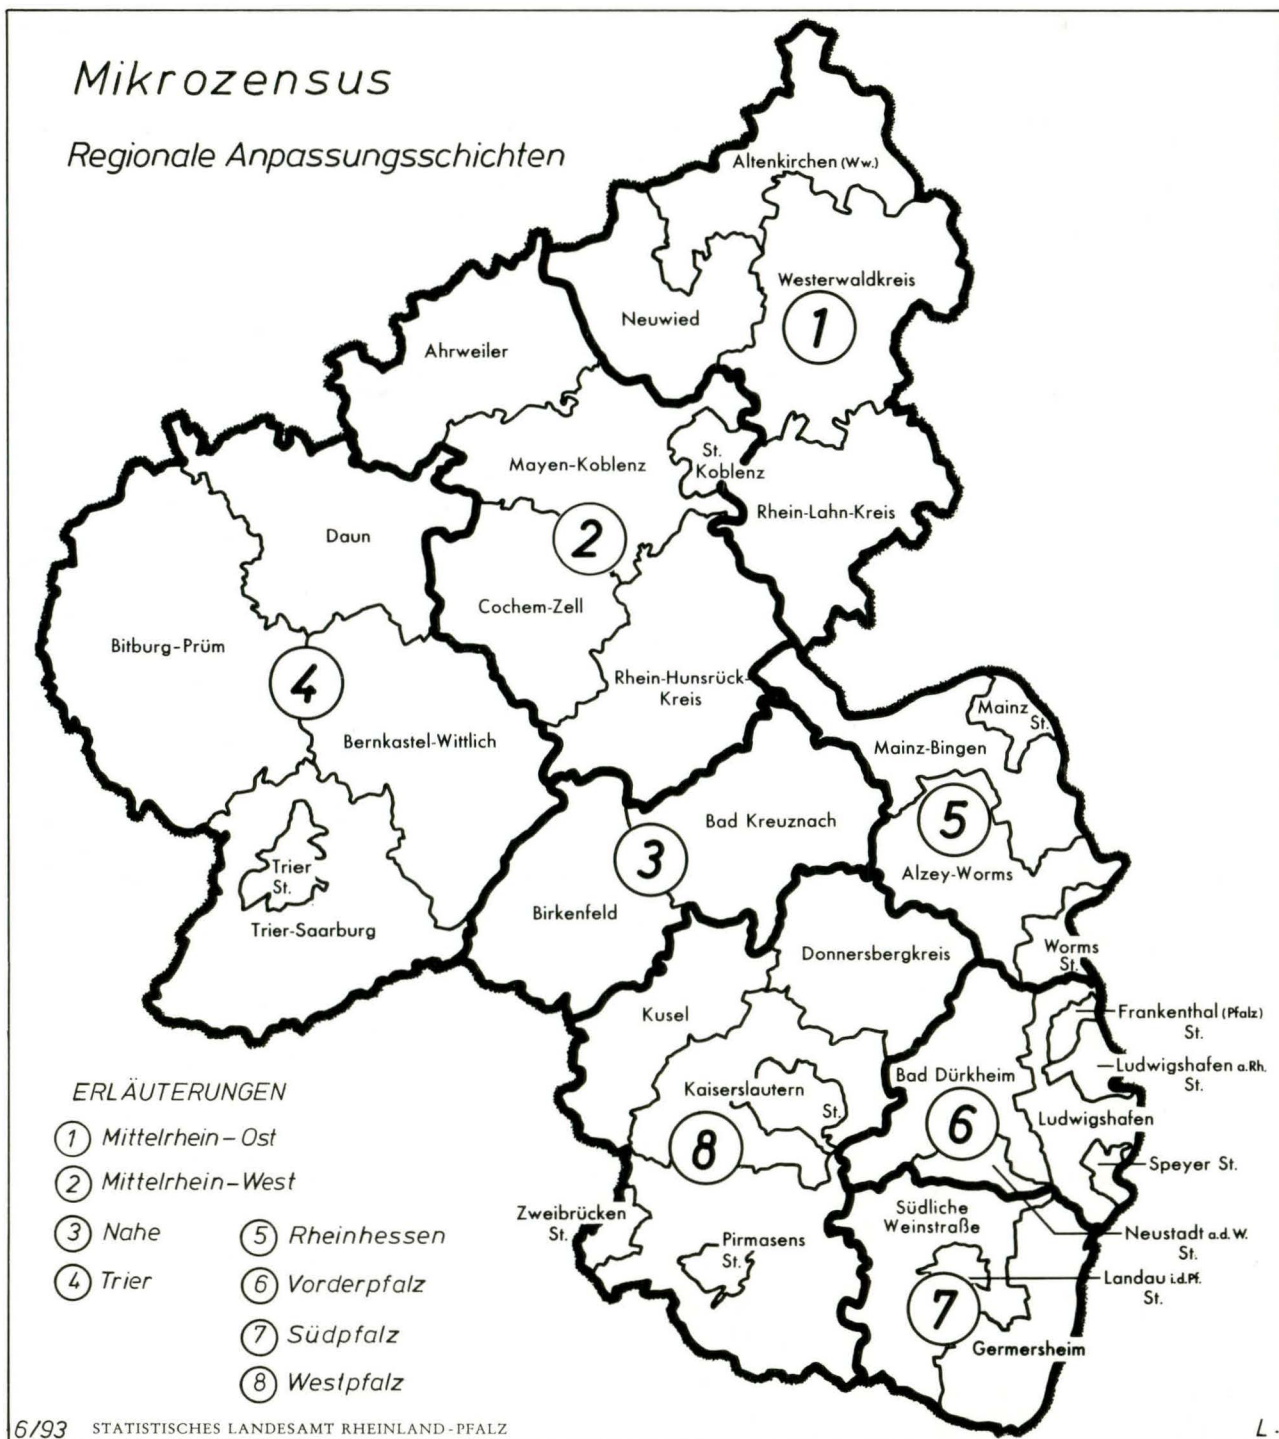 Mikrozensus
Regionale Anpassungsschichten
Altenkirchen (Ww.)
Westerwaldkreis
1
Neuwied
Ahrweiler
St.
Koblenz
Mayen-Koblenz
Rhein-Lahn-Kreis
Daun
2
Cochem-Zell
Bitburg-Prüm
4
Rhein-Hunsrück-
Kreis
Bernkastel-Wittlich
Mainz
St.
Mainz-Bingen
5
Bad Kreuznach
3
Alzey-Worms
Trier
St.
Birkenfeld
Trier-Saarburg
Worms
St.
Donnersbergkreis
Kusel
Frankenthal (Pfalz)
St.
Ludwigshafen a.Rh.
St.
Bad Dürkheim
Kaiserslautern
St.
6
Ludwigshafen
8
Speyer St.
Zweibrücken
St.
Südliche
Weinstraße
Pirmasens
St.
Neustadt a.d.W.
St.
Landau i.d.Pf.
St.
7
Germersheim
ERLÄUTERUNGEN
1 Mittelrhein-Ost
2 Mittelrhein-West
3 Nahe
4 Trier
5 Rheinhessen
6 Vorderpfalz
7 Südpfalz
8 Westpfalz
6/93 STATISTISCHES LANDESAMT RHEINLAND-PFALZ
L-